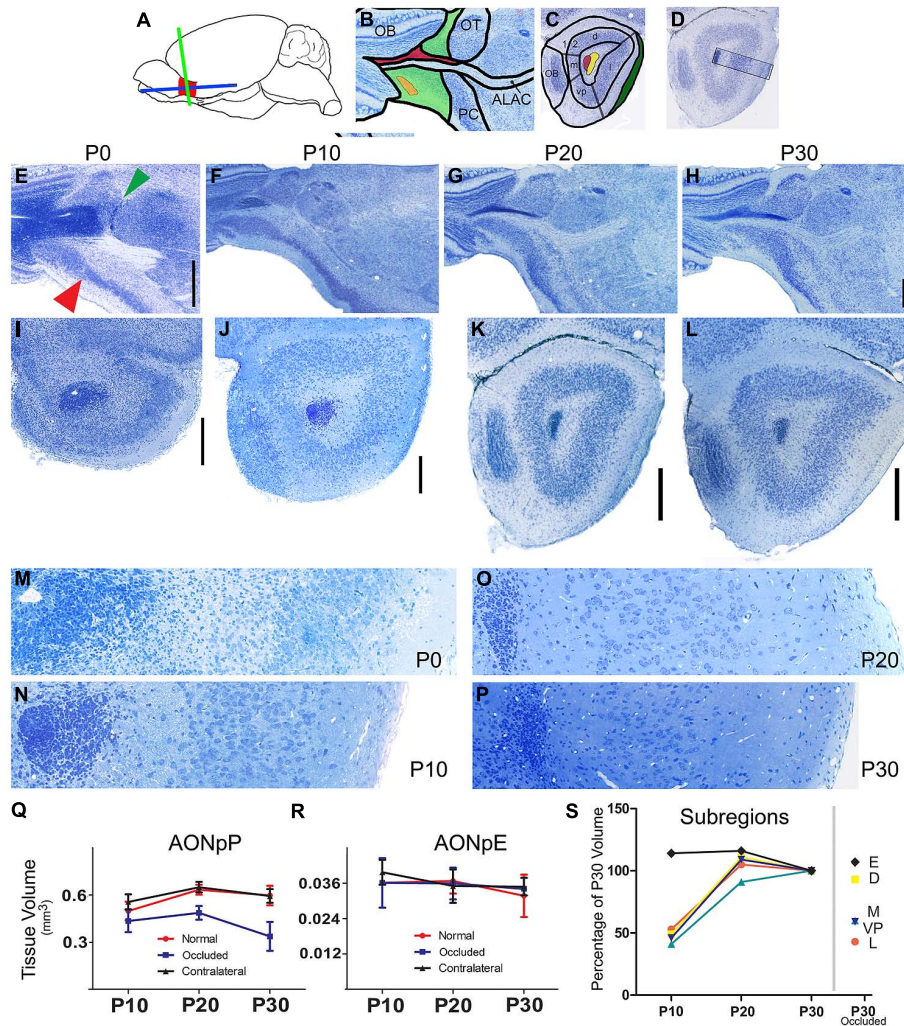 A
B
OB
OT
ALAC
PC
C
1
2
d
m
l
OB
vp
D
P0
P10
P20
P30
E
F
G
H
I
J
K
L
M
P0
O
P20
N
P10
P
P30
Q
AONpP
Tissue Volume
(mm³)
0.6
0.3
Normal
Occluded
Contralateral
P10
P20
P30
R
AONpE
0.036
0.024
0.012
Normal
Occluded
Contralateral
P10
P20
P30
S
Subregions
Percentage of P30 Volume
150
100
50
0
P10
P20
P30
P30
Occluded
E
D
M
VP
L